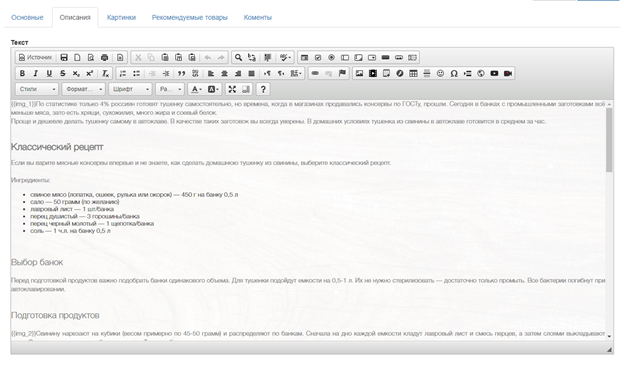 Основные Описания Картинки Рекомендуемые товары Коменты
Текст
Источник
Стили Формат... Шрифт Ра...
{{img_1}}По статистике только 4% россиян готовят тушенку самостоятельно, но времена, когда в магазинах продавались консервы по ГОСТу, прошли. Сегодня в банках с промышленными заготовками всё
меньше мяса, зато есть хрящи, сухожилия, много жира и соевый белок.
Проще и дешевле делать тушенку самому в автоклаве. В качестве таких заготовок вы всегда уверены. В домашних условиях тушенка из свинины в автоклаве готовится в среднем за час.
Классический рецепт
Если вы варите мясные консервы впервые и не знаете, как сделать домашнюю тушенку из свинины, выберите классический рецепт.
Ингредиенты:
свиное мясо (лопатка, ошеек, рулька или окорок) — 450 г на банку 0,5 л
сало — 50 грамм (по желанию)
лавровый лист — 1 шт/банка
перец душистый — 3 горошины/банка
перец черный молотый — 1 щепотка/банка
соль — 1 ч.л. на банку 0,5 л
Выбор банок
Перед подготовкой продуктов важно подобрать банки одинакового объема. Для тушенки подойдут емкости на 0,5-1 л. Их не нужно стерилизовать — достаточно только промыть. Все бактерии погибнут при
автоклавировании.
Подготовка продуктов
{{img_2}}Свинину нарезают на кубики (весом примерно по 45-50 грамм) и распределяют по банкам. Сначала на дно каждой емкости кладут лавровый лист и смесь перцев, а затем слоями выкладывают